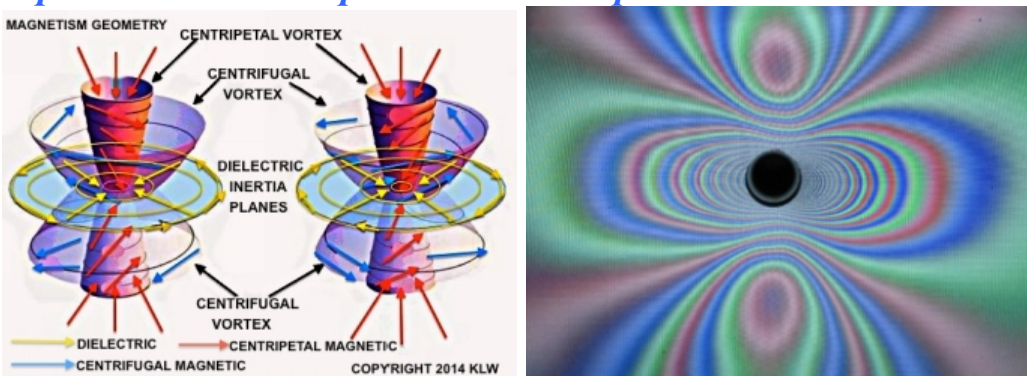 MAGNETISM GEOMETRY
CENTRIPETAL VORTEX
CENTRIFUGAL
VORTEX
DIELECTRIC
INERTIA
PLANES
CENTRIFUGAL
VORTEX
DIELECTRIC
CENTRIPETAL MAGNETIC
CENTRIFUGAL MAGNETIC
COPYRIGHT 2014 KLW